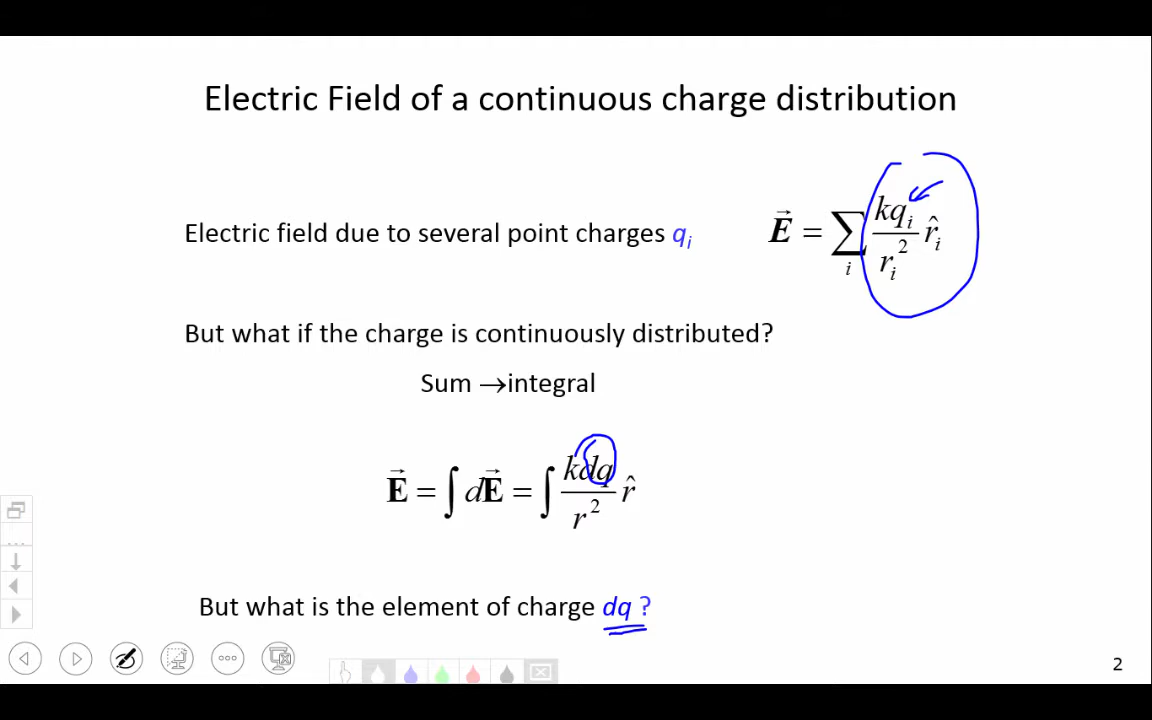 Electric Field of a continuous charge distribution
Electric field due to several point charges qᵢ
E⃗ = ∑ᵢ kqᵢ / rᵢ² r̂ᵢ
But what if the charge is continuously distributed?
Sum →integral
E⃗ = ∫ dE⃗ = ∫ kdq / r² r̂
But what is the element of charge dq ?
2